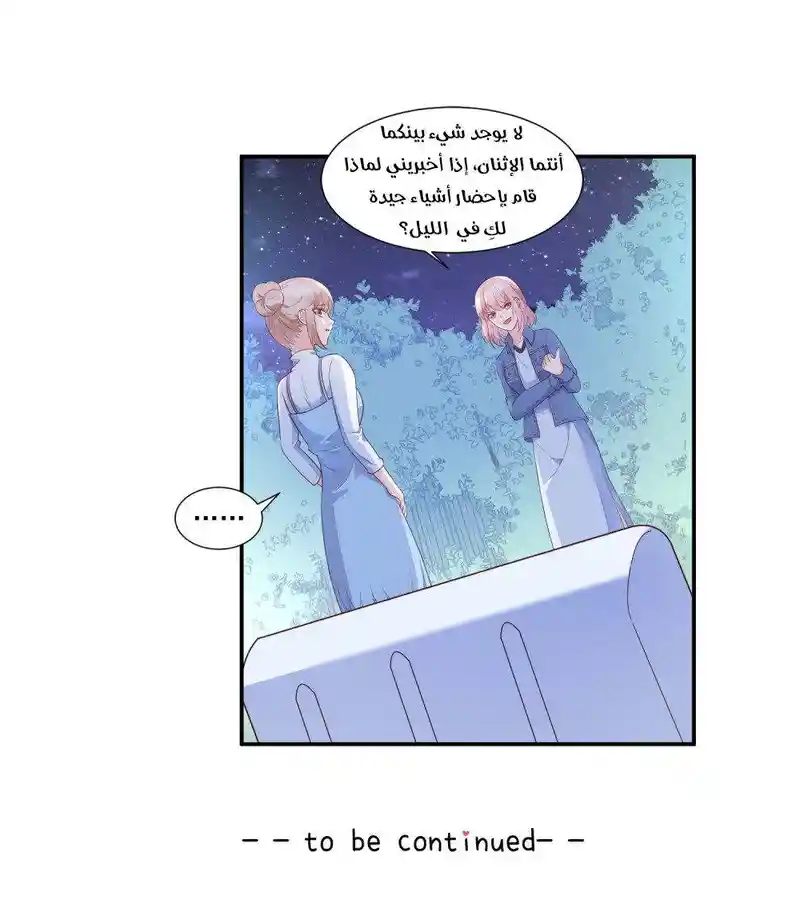 لا يوجد شيء بينكما
أنتما الإثنان، إذا أخبريني لماذا
قام بإحضار أشياء جيدة
لكِ في الليل؟
......
- - to be continued- -